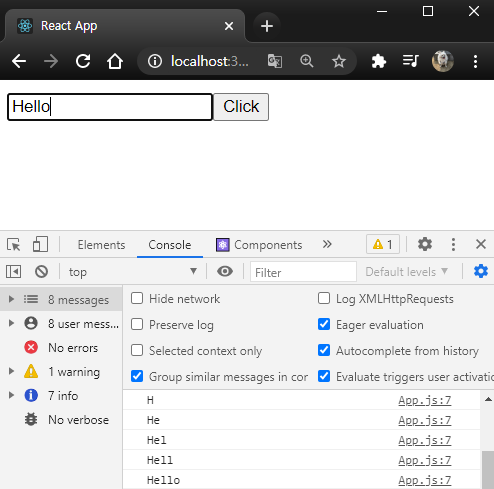 React App
localhost:3...
Hello
Click
Elements
Console
Components
1
top
Filter
Default levels
8 messages
8 user mess...
No errors
1 warning
7 info
No verbose
Hide network
Log XMLHttpRequests
Preserve log
Eager evaluation
Selected context only
Autocomplete from history
Group similar messages in cor
Evaluate triggers user activatio
H App.js:7
He App.js:7
Hel App.js:7
Hell App.js:7
Hello App.js:7